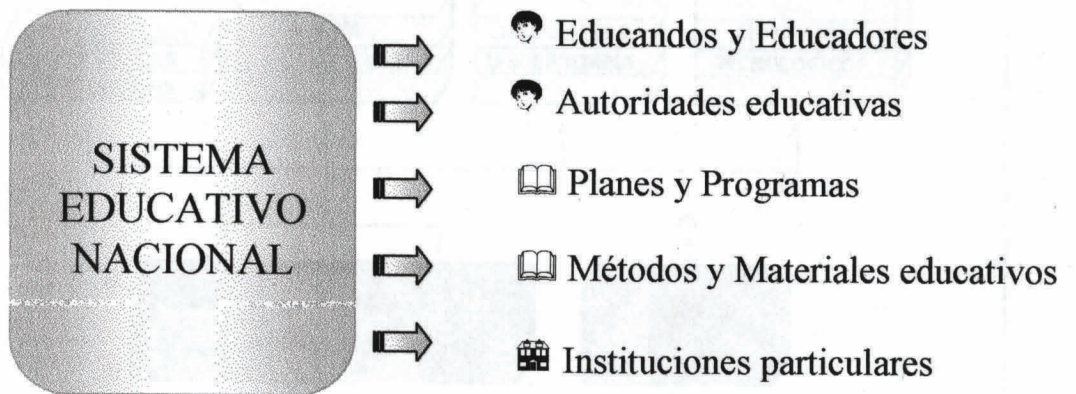 SISTEMA
EDUCATIVO
NACIONAL
Educandos y Educadores
Autoridades educativas
Planes y Programas
Métodos y Materiales educativos
Instituciones particulares